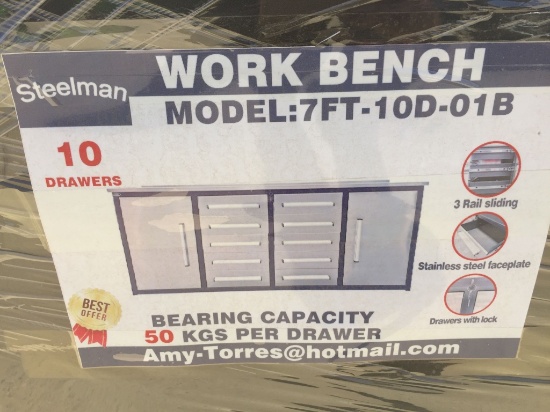 Steelman
WORK BENCH
MODEL:7FT-10D-01B
10
DRAWERS
3 Rail sliding
Stainless steel faceplate
Drawers with lock
BEST
OFFER
BEARING CAPACITY
50 KGS PER DRAWER
Amy-Torres@hotmail.com